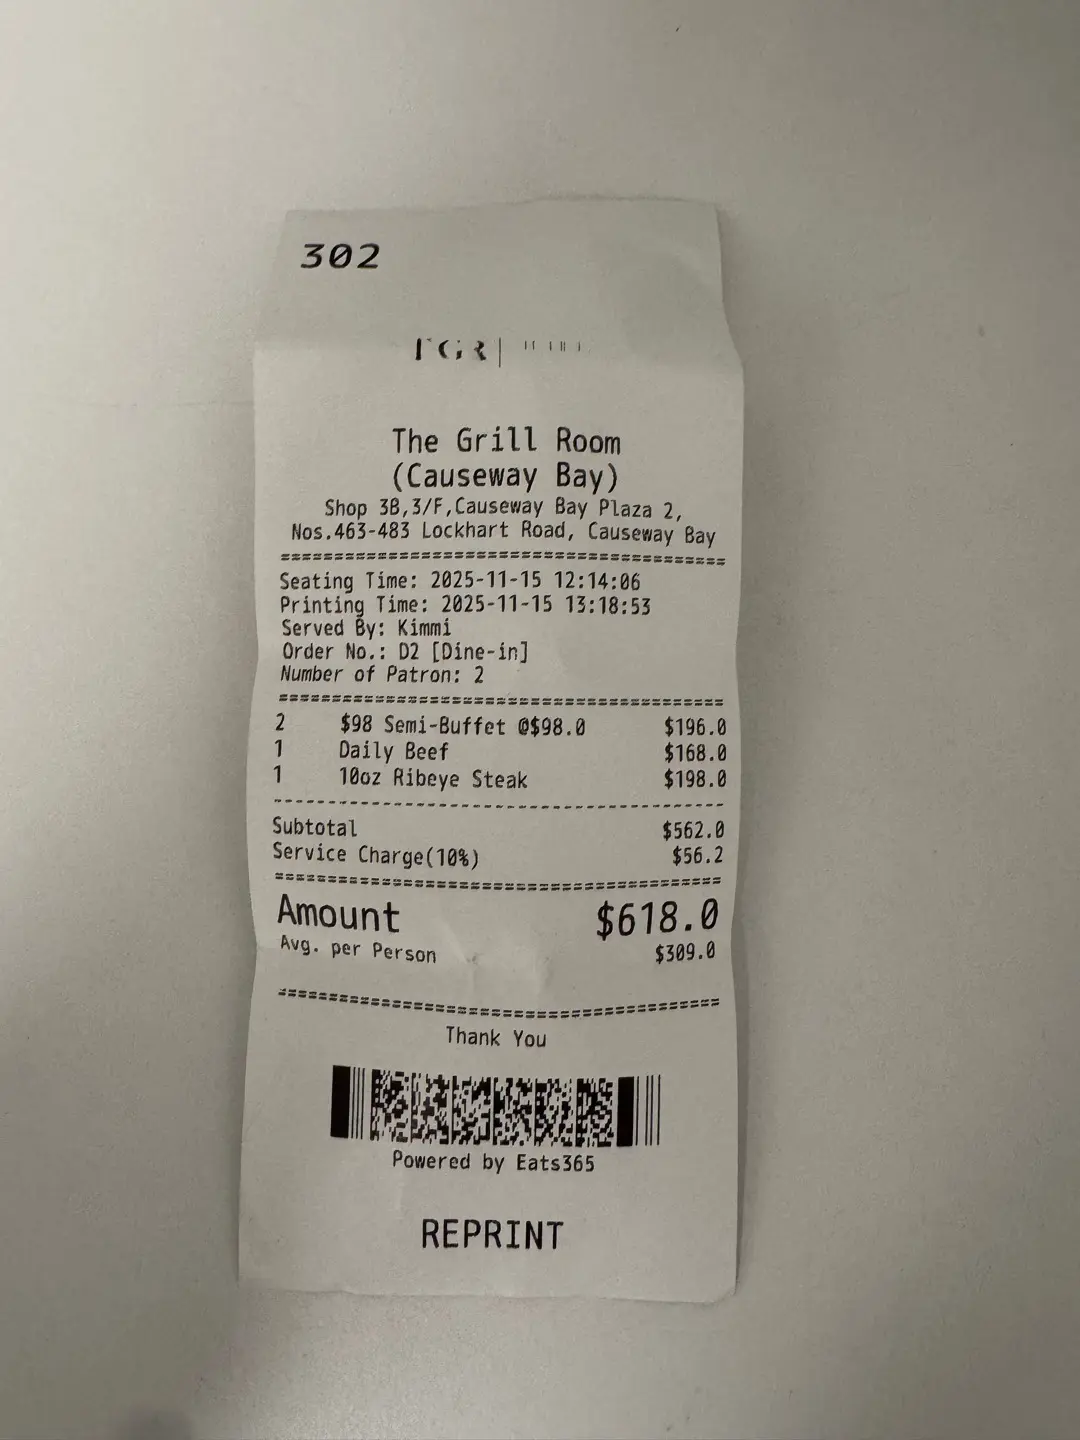 302
The Grill Room
(Causeway Bay)
Shop 3B,3/F,Causeway Bay Plaza 2,
Nos.463-483 Lockhart Road, Causeway Bay
Seating Time: 2025-11-15 12:14:06
Printing Time: 2025-11-15 13:18:53
Served By: Kimmi
Order No.: D2 [Dine-in]
Number of Patron: 2
2 $98 Semi-Buffet @$98.0 $196.0
1 Daily Beef $168.0
1 10oz Ribeye Steak $198.0
Subtotal $562.0
Service Charge(10%) $56.2
Amount $618.0
Avg. per Person $309.0
Thank You
Powered by Eats365
REPRINT